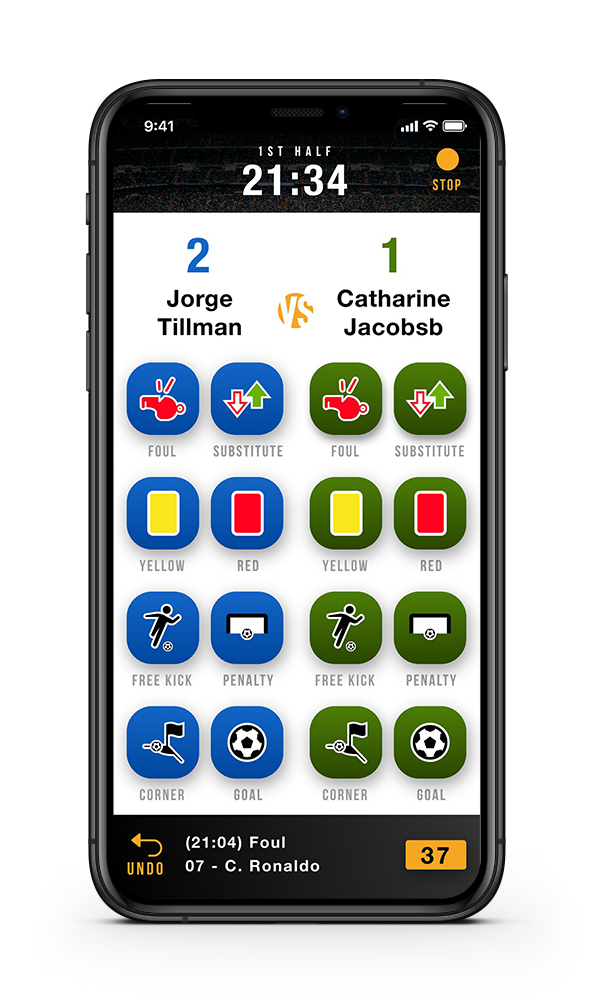 9:41
1ST HALF
21:34
STOP
2
1
Jorge
Tillman
VS
Catharine
Jacobsb
FOUL
SUBSTITUTE
FOUL
SUBSTITUTE
YELLOW
RED
YELLOW
RED
FREE KICK
PENALTY
FREE KICK
PENALTY
CORNER
GOAL
CORNER
GOAL
UNDO
(21:04) Foul
07 - C. Ronaldo
37